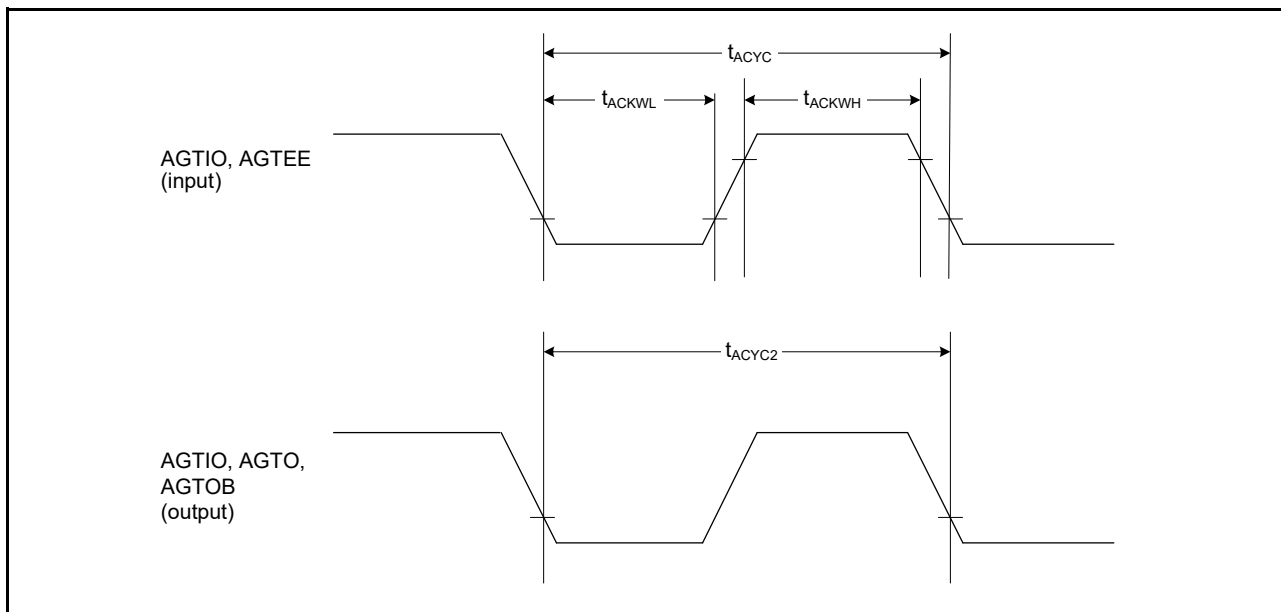 tACYC
tACKWL
tACKWH
AGTIO, AGTEE
(input)
tACYC2
AGTIO, AGTO,
AGTOB
(output)